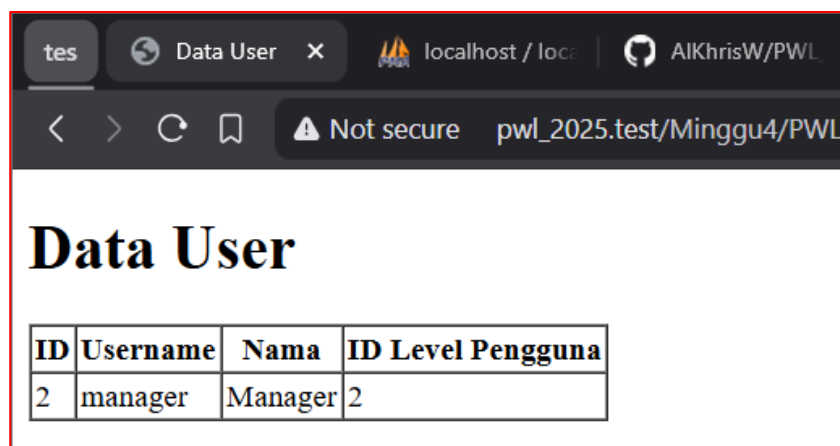 tes Data User localhost / loca AlKhrisW/PWL_
Not secure pwl_2025.test/Minggu4/PWL
Data User
ID Username Nama ID Level Pengguna
2 manager Manager 2